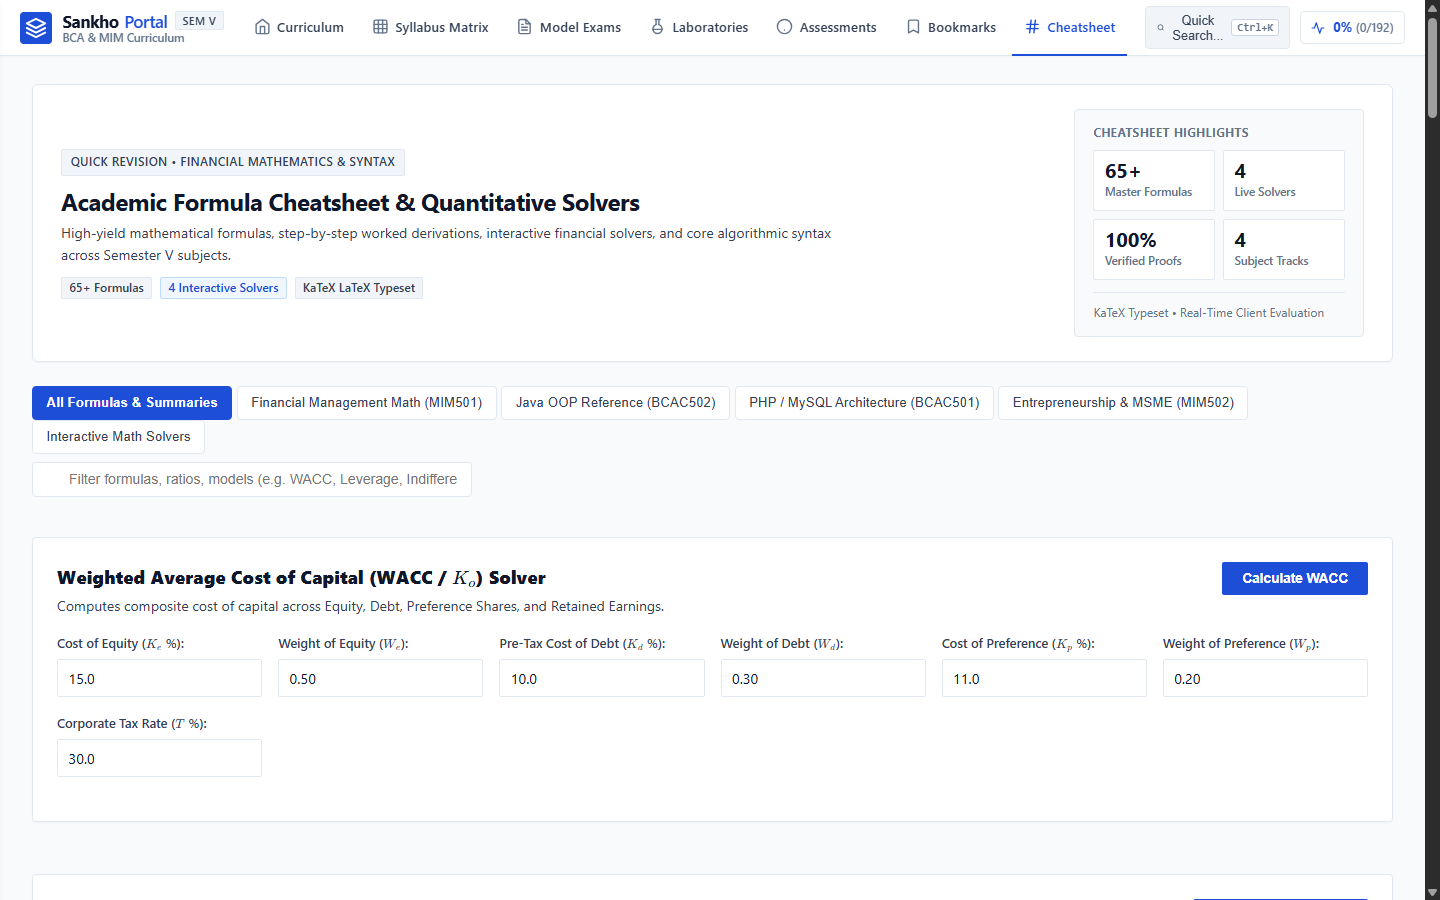 Sankho Portal SEM V
BCA & MIM Curriculum
Curriculum
Syllabus Matrix
Model Exams
Laboratories
Assessments
Bookmarks
Cheatsheet
Quick Search... Ctrl+K
0% (0/192)
QUICK REVISION • FINANCIAL MATHEMATICS & SYNTAX
Academic Formula Cheatsheet & Quantitative Solvers
High-yield mathematical formulas, step-by-step worked derivations, interactive financial solvers, and core algorithmic syntax
across Semester V subjects.
65+ Formulas
4 Interactive Solvers
KaTeX LaTeX Typeset
CHEATSHEET HIGHLIGHTS
65+
Master Formulas
4
Live Solvers
100%
Verified Proofs
4
Subject Tracks
KaTeX Typeset • Real-Time Client Evaluation
All Formulas & Summaries
Financial Management Math (MIM501)
Java OOP Reference (BCAC502)
PHP / MySQL Architecture (BCAC501)
Entrepreneurship & MSME (MIM502)
Interactive Math Solvers
Filter formulas, ratios, models (e.g. WACC, Leverage, Indiffere
Weighted Average Cost of Capital (WACC / Kₒ) Solver
Calculate WACC
Computes composite cost of capital across Equity, Debt, Preference Shares, and Retained Earnings.
Cost of Equity (Kₑ %):
15.0
Weight of Equity (Wₑ):
0.50
Pre-Tax Cost of Debt (K_d %):
10.0
Weight of Debt (W_d):
0.30
Cost of Preference (Kₚ %):
11.0
Weight of Preference (Wₚ):
0.20
Corporate Tax Rate (T %):
30.0